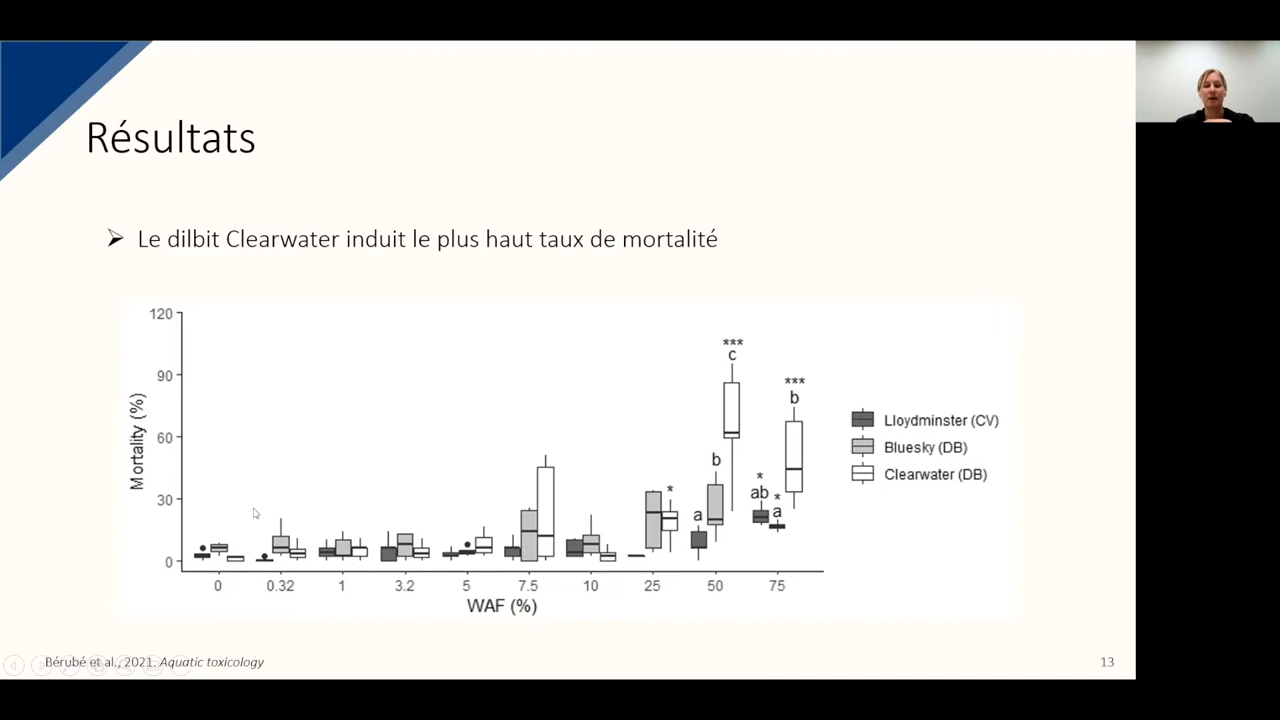 Résultats
Le dilbit Clearwater induit le plus haut taux de mortalité
120
90
60
30
0
Mortality (%)
***
c
***
b
b
*
*
ab
*
a
a
0 0.32 1 3.2 5 7.5 10 25 50 75
WAF (%)
Lloydminster (CV)
Bluesky (DB)
Clearwater (DB)
Bérubé et al., 2021. Aquatic toxicology
13